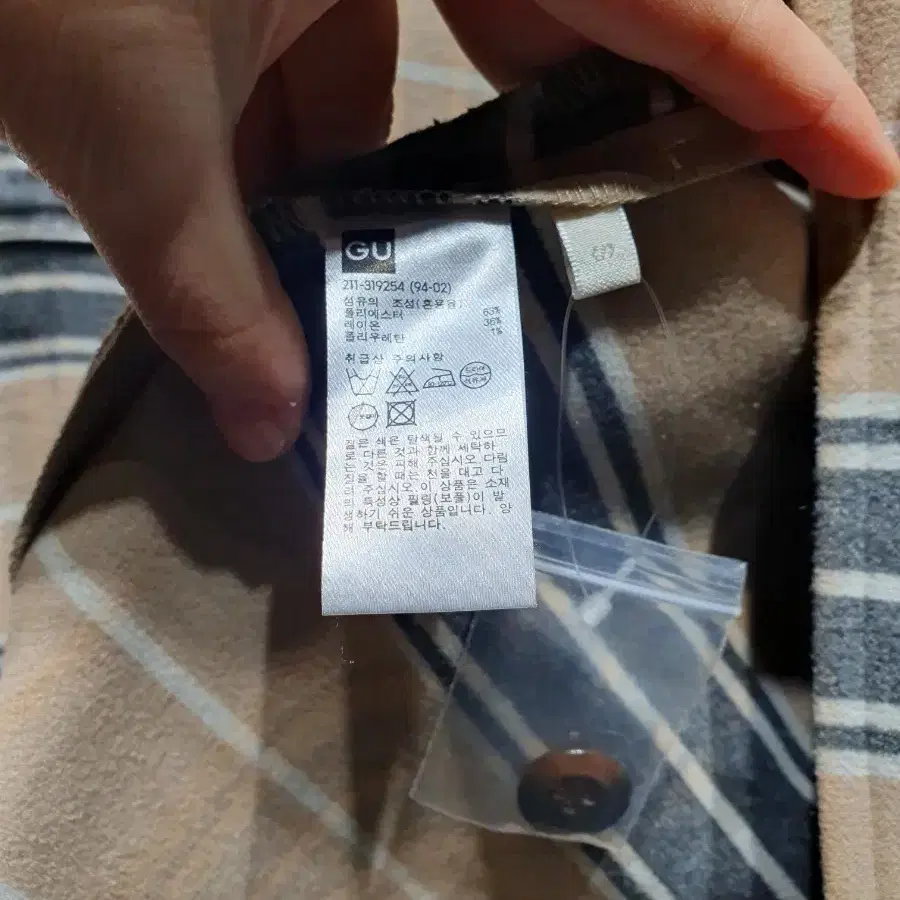 GU
211-319254 (94-02)
섬유의 조성(혼용율)
폴리에스터 63%
레이온 36%
폴리우레탄 1%
취급상 주의사항
짙은 색은 탈색될 수 있으므
로 다른 것과 함께 세탁하
는 것은 피해 주십시오 다림
질을 할 때는 천을 대고 다
려 주십시오. 이 상품은 소재
의 특성상 필링(보풀)이 발
생하기 쉬운 상품입니다. 양
해 부탁드립니다.